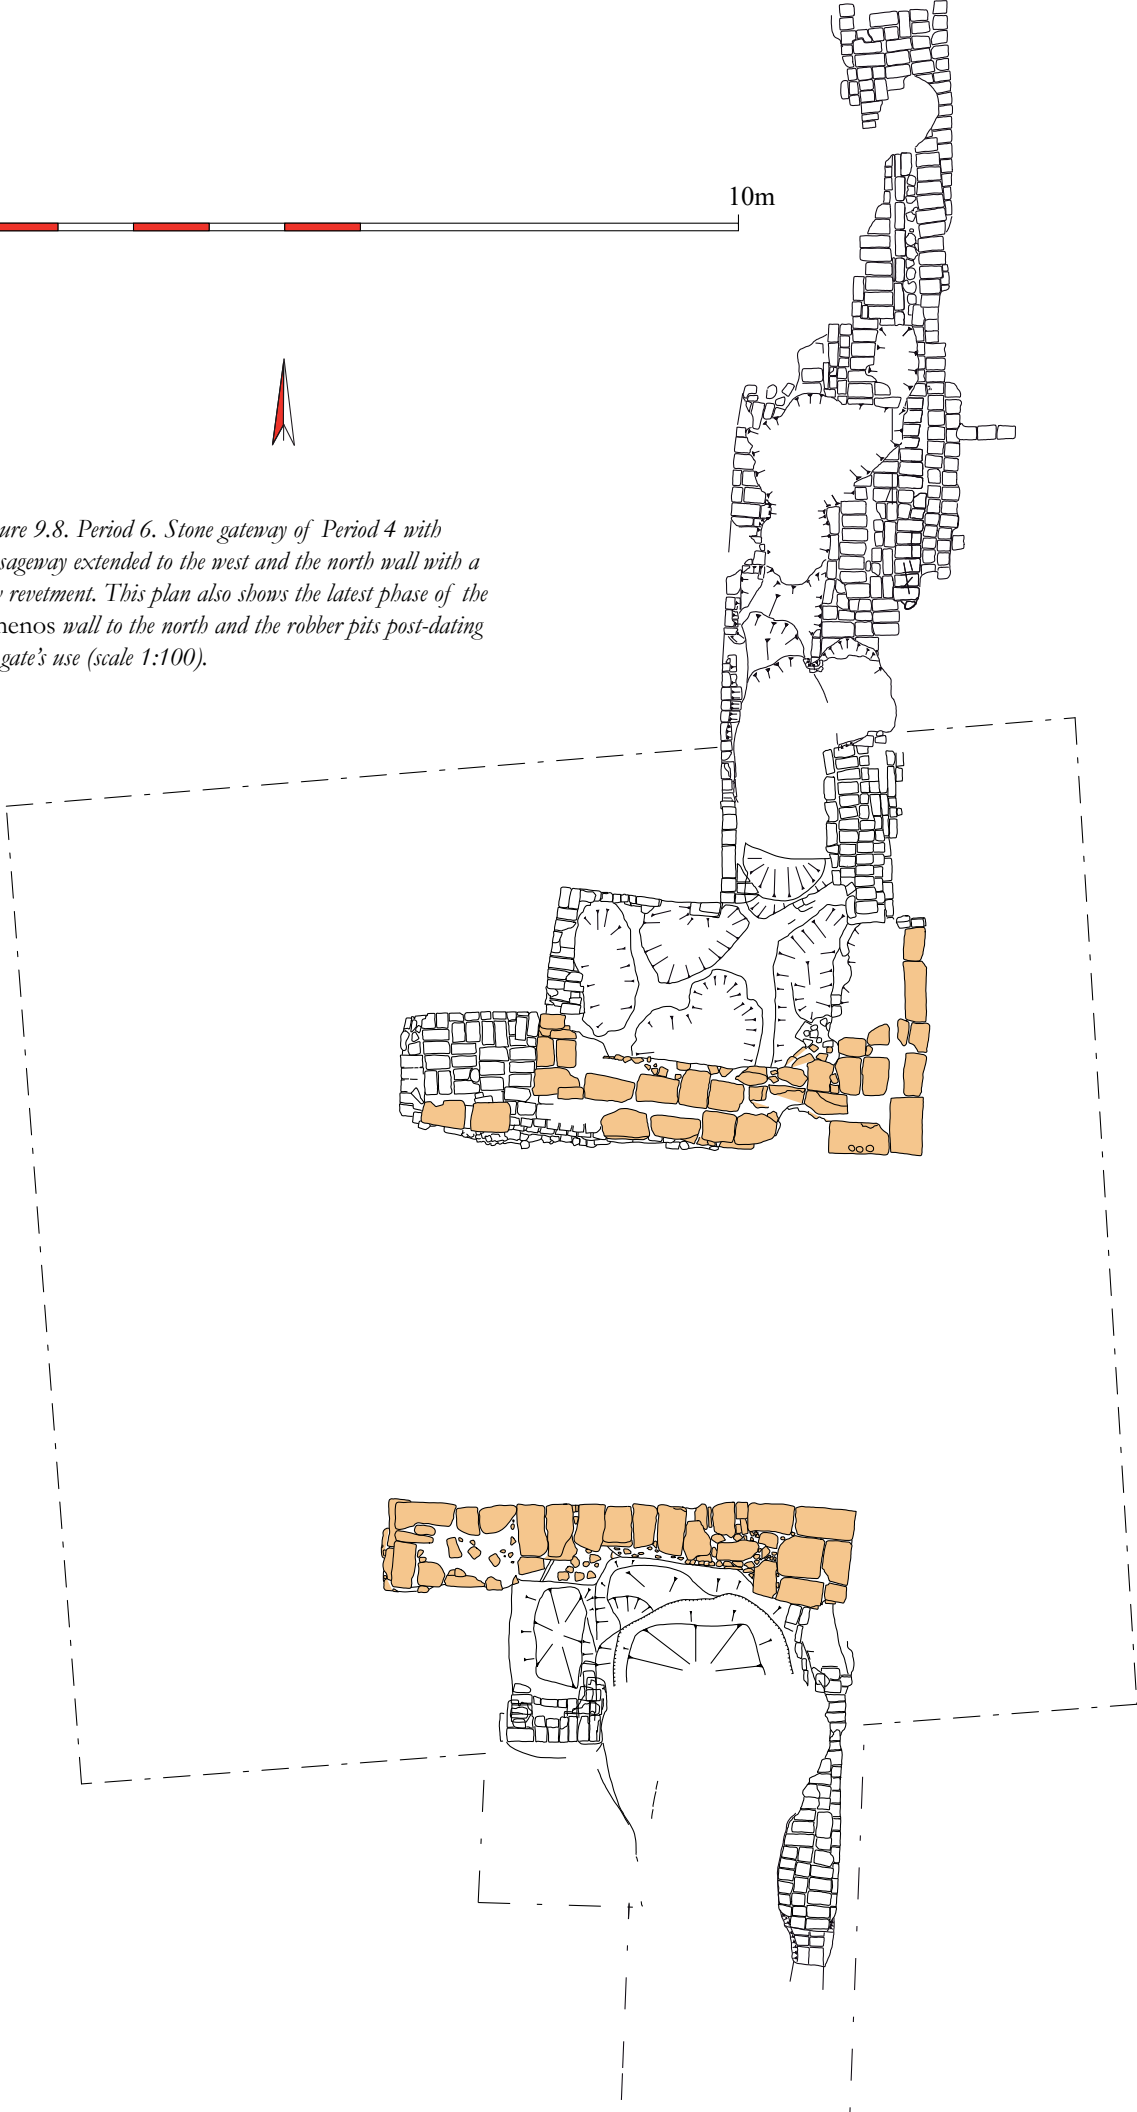 10m
ure 9.8. Period 6. Stone gateway of Period 4 with
sageway extended to the west and the north wall with a
revetment. This plan also shows the latest phase of the
menos wall to the north and the robber pits post-dating
gate's use (scale 1:100).